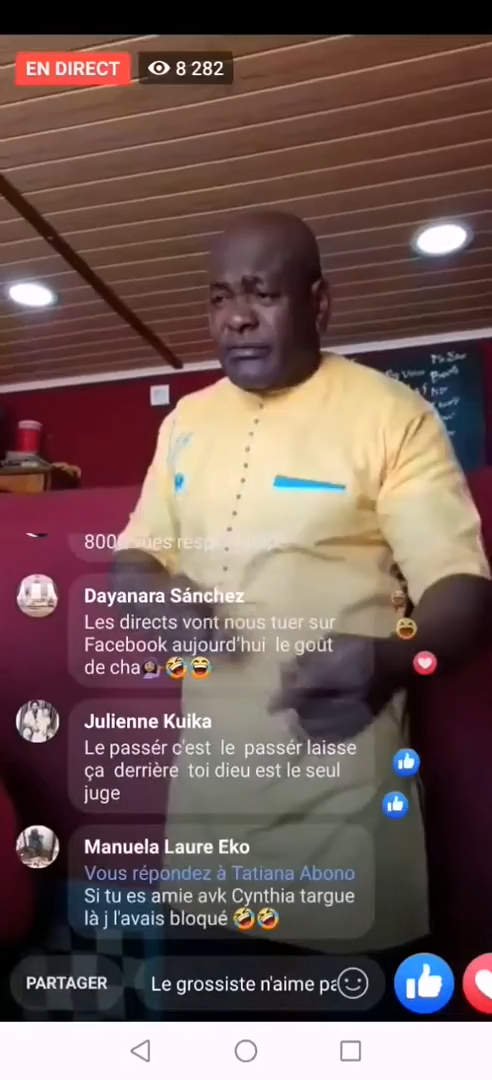 EN DIRECT
8 282
Dayanara Sánchez
Les directs vont nous tuer sur
Facebook aujourd'hui le goût
de cha
Julienne Kuika
Le passér c'est le passér laisse
ça derrière toi dieu est le seul
juge
Manuela Laure Eko
Vous répondez à Tatiana Abono
Si tu es amie avk Cynthia targue
là j l'avais bloqué
PARTAGER
Le grossiste n'aime pa